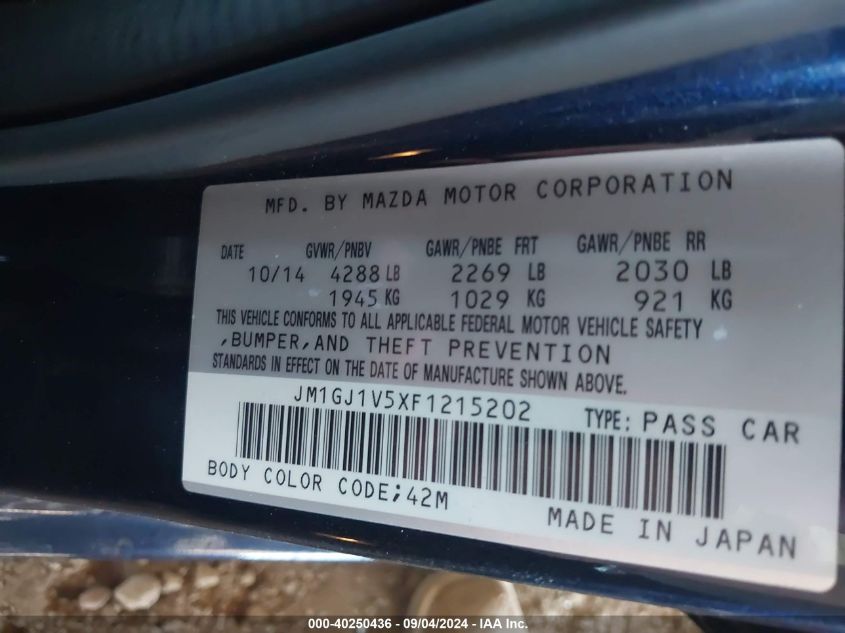 MFD. BY MAZDA MOTOR CORPORATION
DATE GVWR/PNBV GAWR/PNBE FRT GAWR/PNBE RR
10/14 4288 LB 2269 LB 2030 LB
1945 KG 1029 KG 921 KG
THIS VEHICLE CONFORMS TO ALL APPLICABLE FEDERAL MOTOR VEHICLE SAFETY
,BUMPER,AND THEFT PREVENTION
STANDARDS IN EFFECT ON THE DATE OF MANUFACTURE SHOWN ABOVE.
JM1GJ1V5XF1215202 TYPE: PASS CAR
BODY COLOR CODE;42M
MADE IN JAPAN
000-40250436 - 09/04/2024 - IAA Inc.